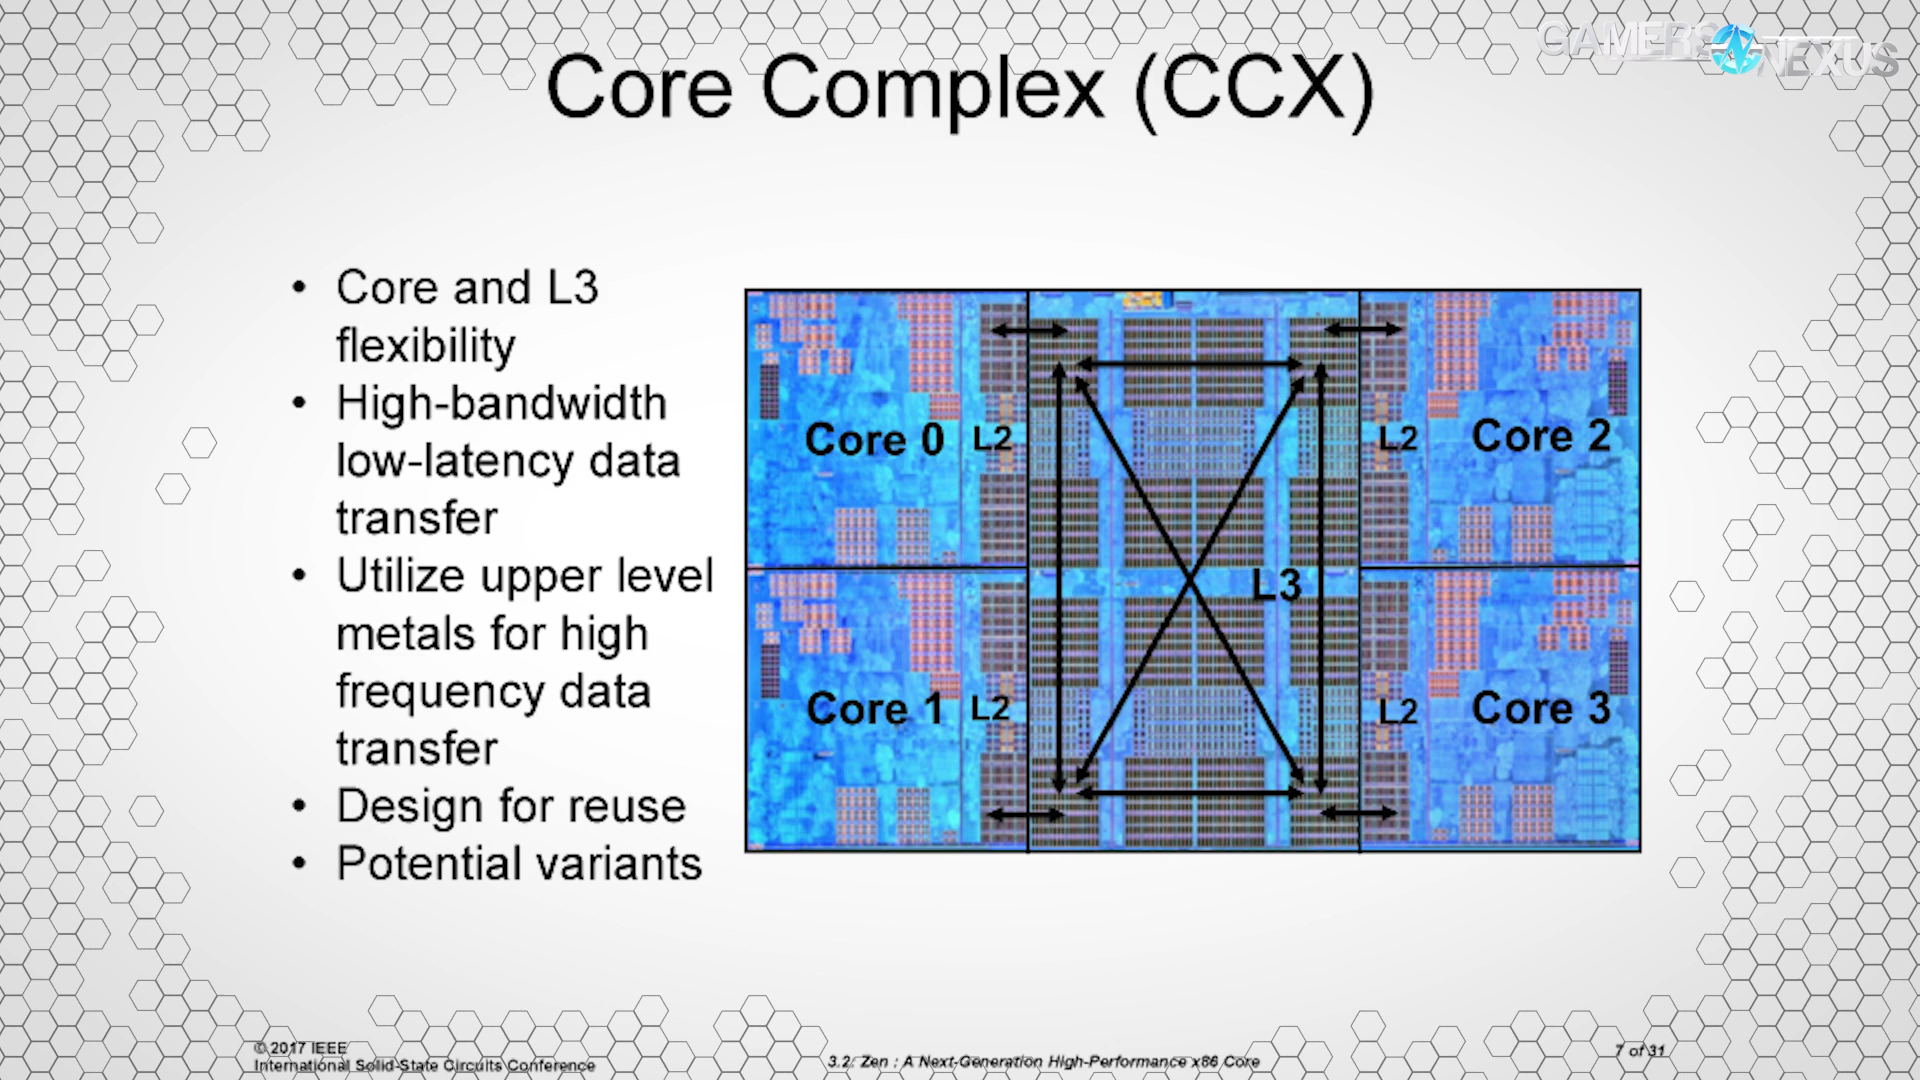 GAMERS NEXUS
Core Complex (CCX)
• Core and L3
flexibility
• High-bandwidth
low-latency data
transfer
• Utilize upper level
metals for high
frequency data
transfer
• Design for reuse
• Potential variants
Core 0 L2
L2 Core 2
L3
Core 1 L2
L2 Core 3
© 2017 IEEE
International Solid-State Circuits Conference
3.2: Zen : A Next-Generation High-Performance x86 Core
7 of 31